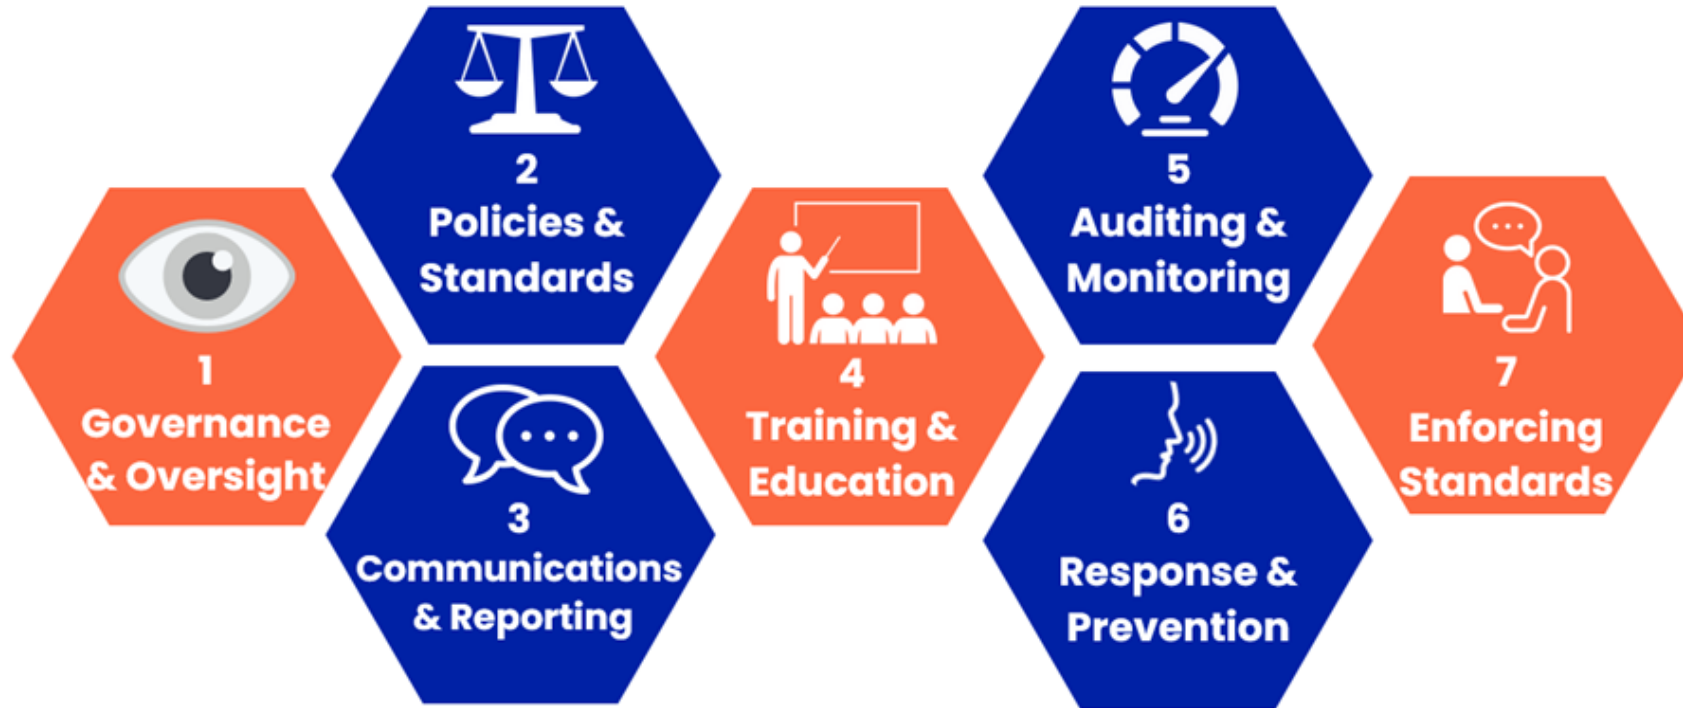 1
Governance
& Oversight
2
Policies &
Standards
3
Communications
& Reporting
4
Training &
Education
5
Auditing &
Monitoring
6
Response &
Prevention
7
Enforcing
Standards